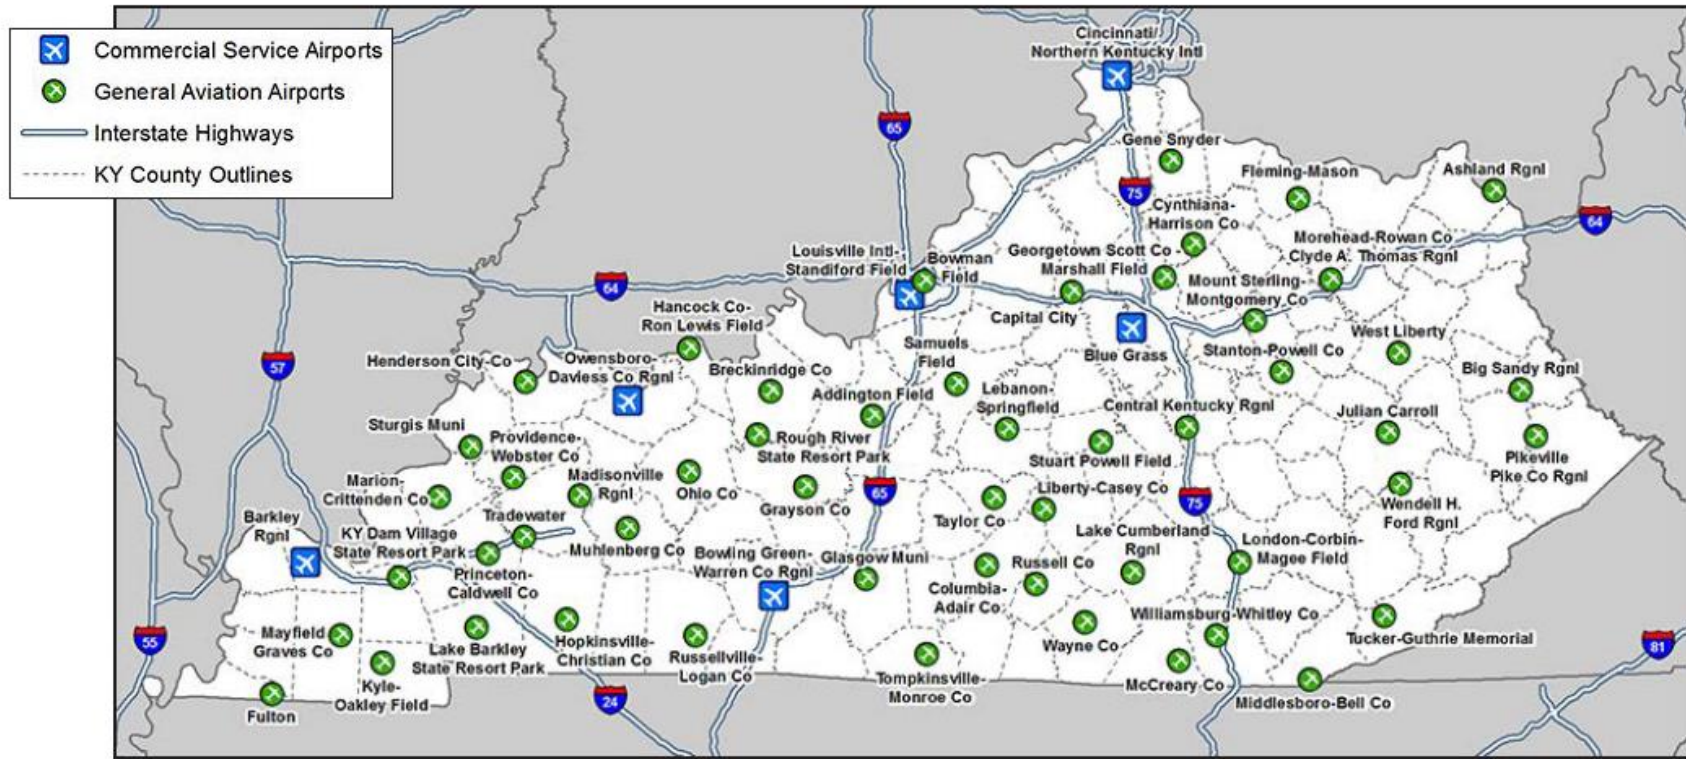 Commercial Service Airports
General Aviation Airports
Interstate Highways
KY County Outlines
Cincinnati/
Northern Kentucky Intl
65
Gene Snyder
75
Fleming-Mason
Ashland Rgnl
Cynthiana-
Harrison Co
64
Morehead-Rowan Co
Clyde A. Thomas Rgnl
Georgetown Scott Co -
Marshall Field
Louisville Intl-
Standiford Field
Bowman
Field
Mount Sterling-
Montgomery Co
64
Hancock Co-
Ron Lewis Field
Capital City
Blue Grass
West Liberty
Samuels
Field
Stanton-Powell Co
57
Henderson City-Co
Owensboro-
Daviess Co Rgnl
Breckinridge Co
Big Sandy Rgnl
Addington Field
Lebanon-
Springfield
Central Kentucky Rgnl
Julian Carroll
Sturgis Muni
Providence-
Webster Co
Rough River
State Resort Park
Stuart Powell Field
Pikeville
Pike Co Rgnl
Marion-
Crittenden Co
Madisonville
Rgnl
Ohio Co
65
Liberty-Casey Co
75
Wendell H.
Ford Rgnl
Grayson Co
Taylor Co
Barkley
Rgnl
KY Dam Village
State Resort Park
Tradewater
Muhlenberg Co
Lake Cumberland
Rgnl
London-Corbin-
Magee Field
Bowling Green-
Warren Co Rgnl
Glasgow Muni
Russell Co
Princeton-
Caldwell Co
Columbia-
Adair Co
Williamsburg-Whitley Co
55
Mayfield
Graves Co
Lake Barkley
State Resort Park
Hopkinsville-
Christian Co
Russellville-
Logan Co
Wayne Co
Tucker-Guthrie Memorial
81
Tompkinsville-
Monroe Co
McCreary Co
Kyle-
Oakley Field
24
Middlesboro-Bell Co
Fulton